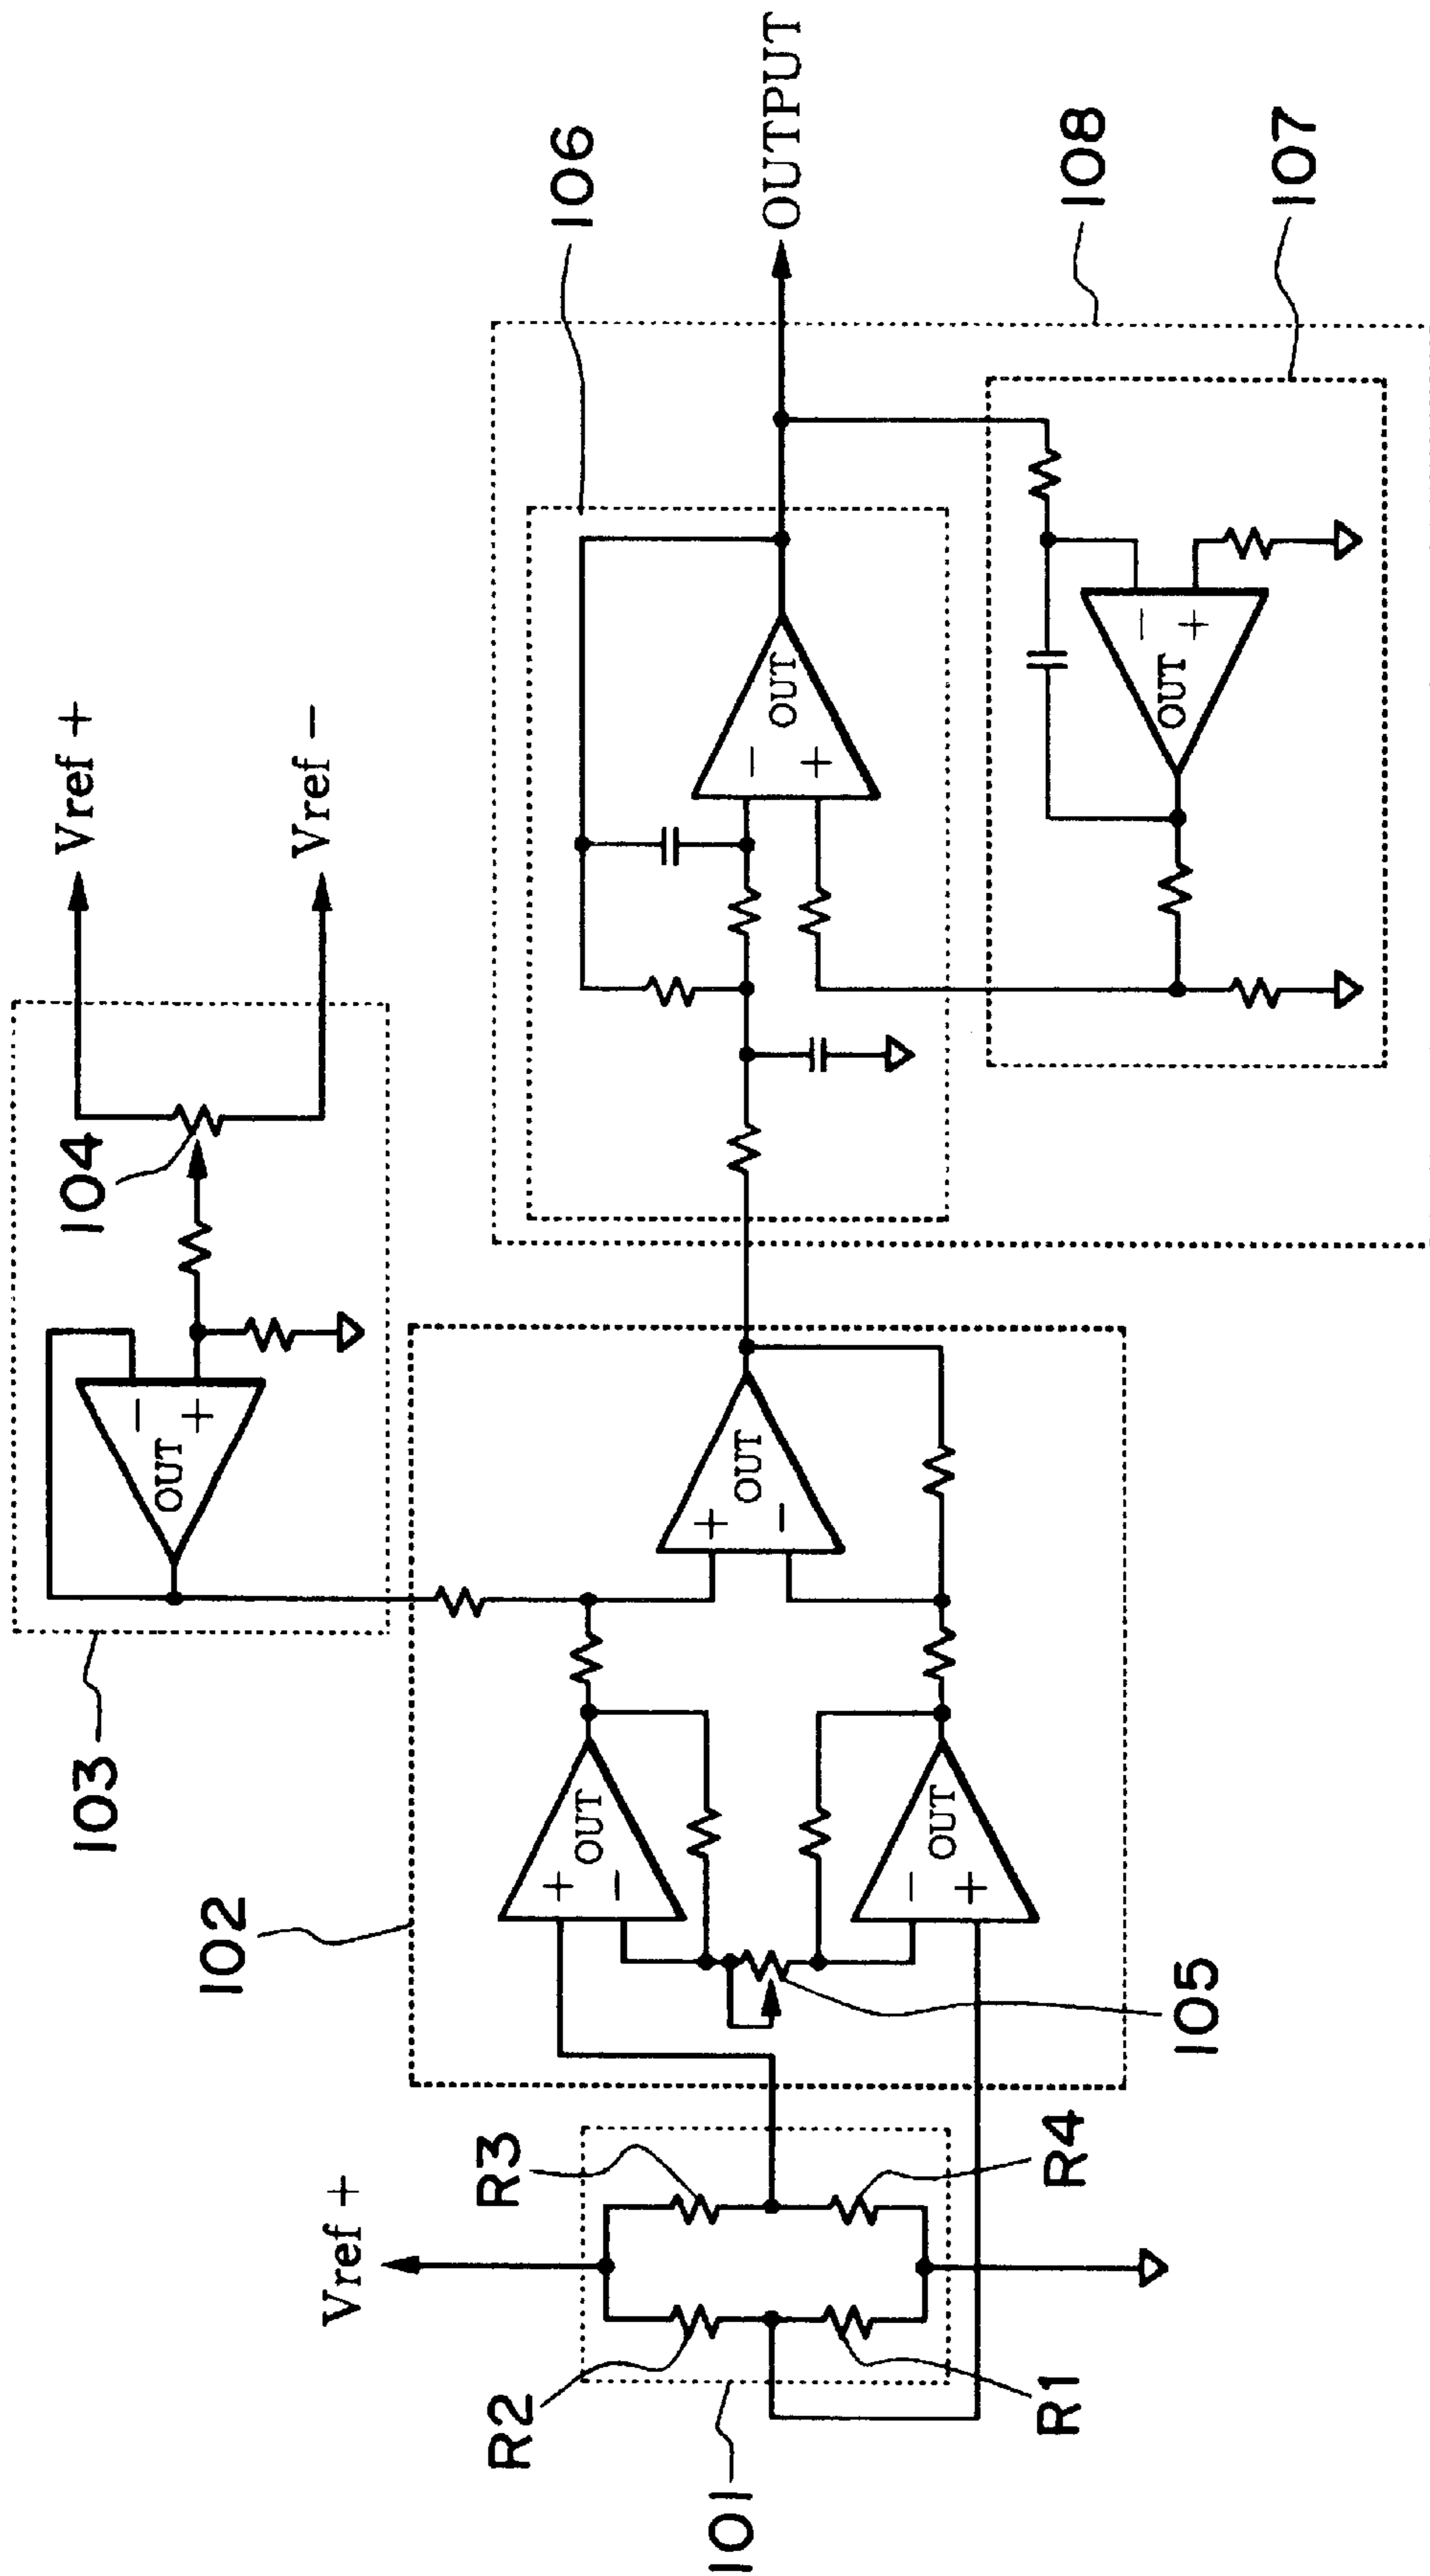 Vref +
Vref -
104
103
OUT
-
+
106
OUTPUT
102
OUT
+
-
OUT
+
-
OUT
-
+
OUT
-
+
105
108
107
OUT
-
+
Vref +
R3
R2
R4
R1
101